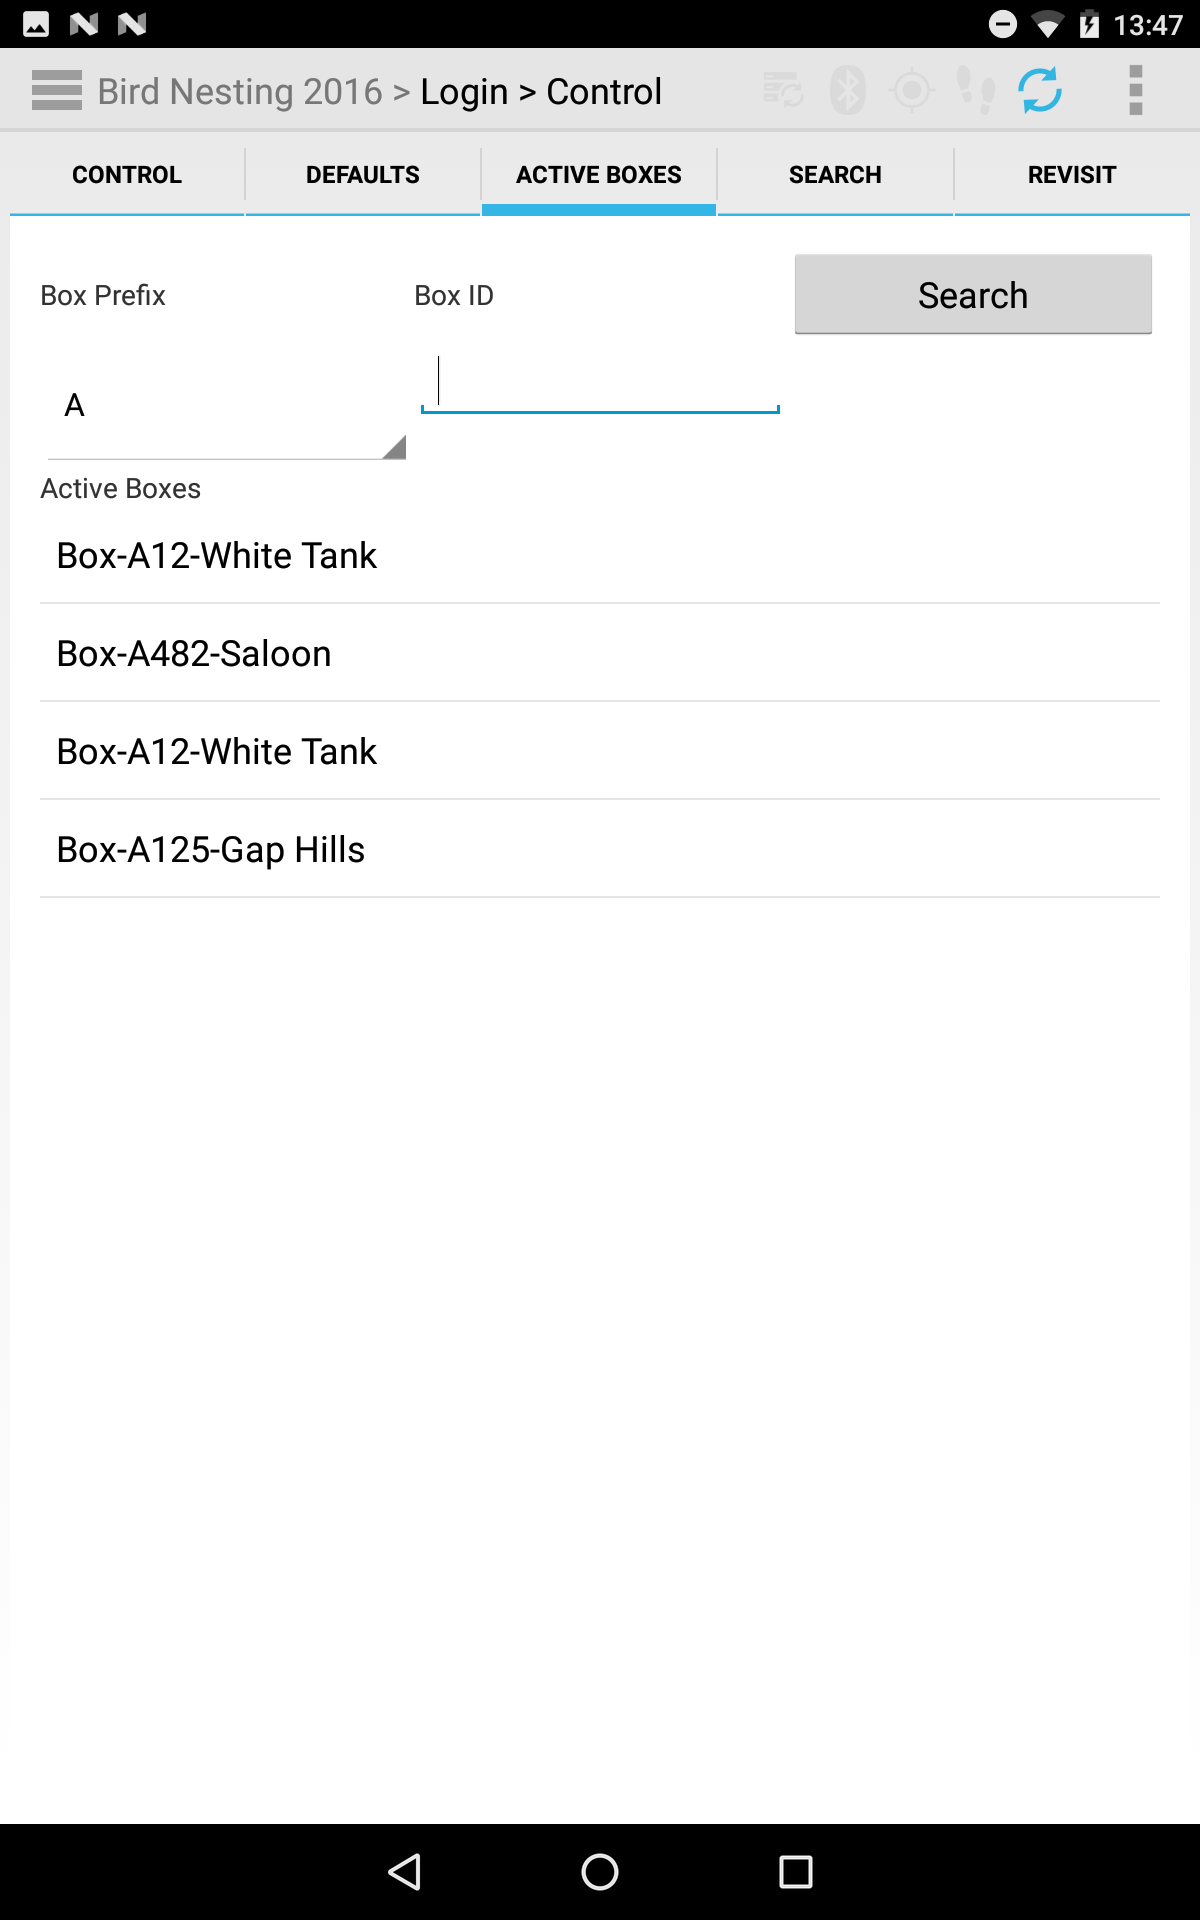 13:47
Bird Nesting 2016 > Login > Control
CONTROL
DEFAULTS
ACTIVE BOXES
SEARCH
REVISIT
Box Prefix
Box ID
Search
A
Active Boxes
Box-A12-White Tank
Box-A482-Saloon
Box-A12-White Tank
Box-A125-Gap Hills